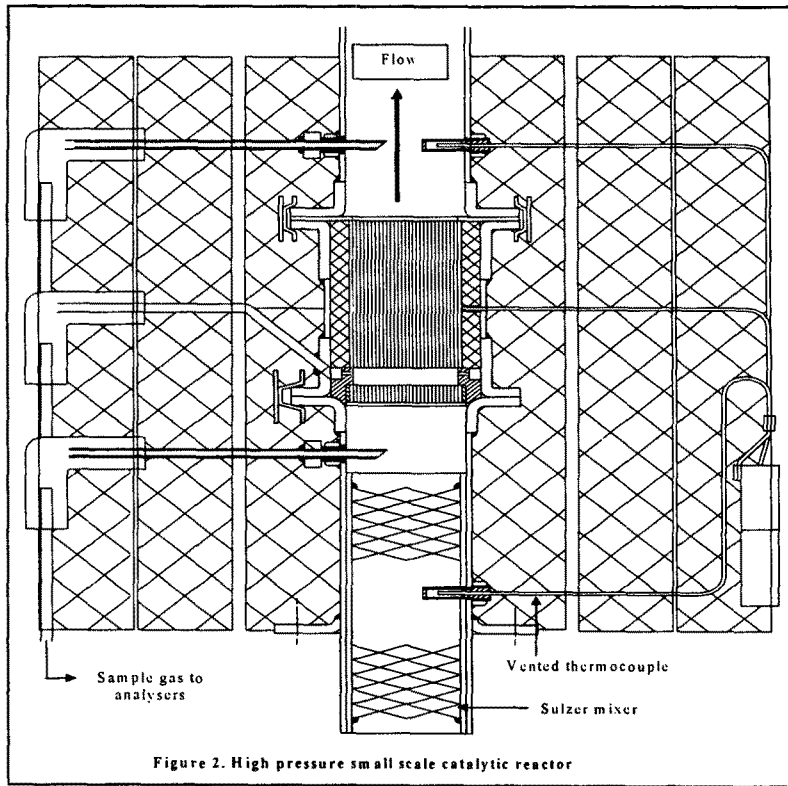 Flow
Vented thermocouple
Sample gas to
analysers
Sulzer mixer
Figure 2. High pressure small scale catalytic reactor